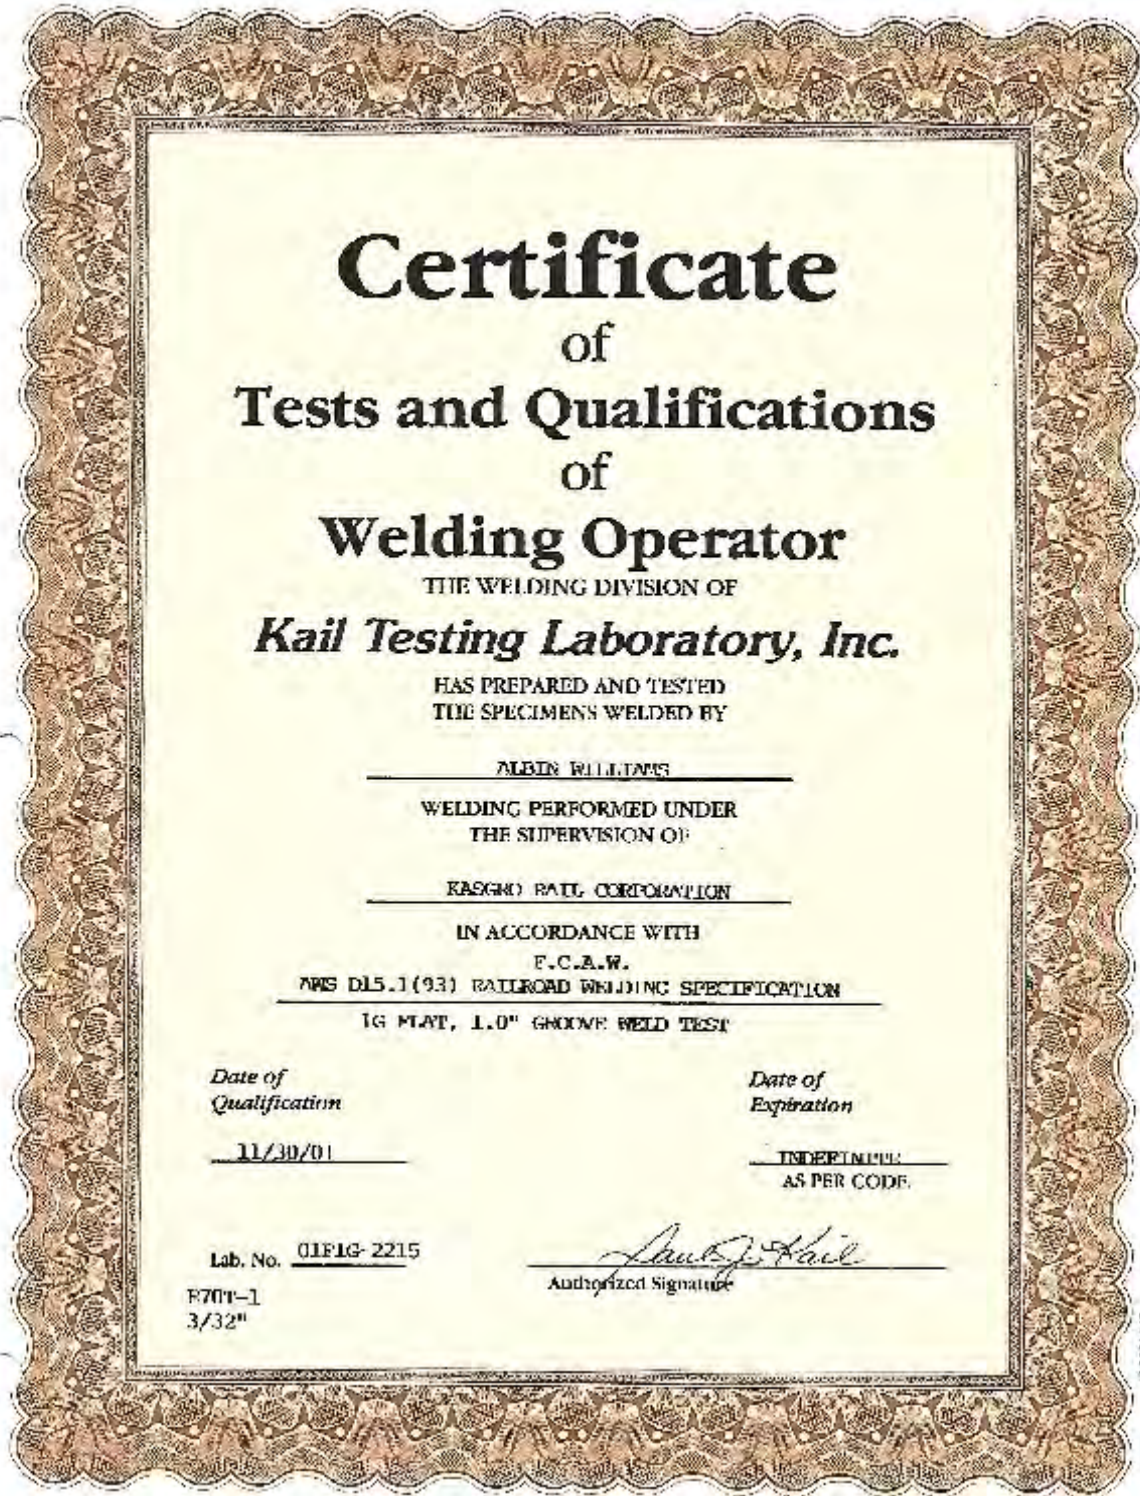 Certificate
of
Tests and Qualifications
of
Welding Operator
THE WELDING DIVISION OF
Kail Testing Laboratory, Inc.
HAS PREPARED AND TESTED
THE SPECIMENS WELDED BY
ALBIN WILLIAMS
WELDING PERFORMED UNDER
THE SUPERVISION OF
KASGRO RAIL CORPORATION
IN ACCORDANCE WITH
F.C.A.W.
AWS D15.1(93) RAILROAD WELDING SPECIFICATION
1G FLAT, 1.0" GROOVE WELD TEST
Date of
Qualification
11/30/01
Date of
Expiration
INDEFINITE
AS PER CODE.
Lab. No. 01F1G-2215
Authorized Signature
E70T-1
3/32"